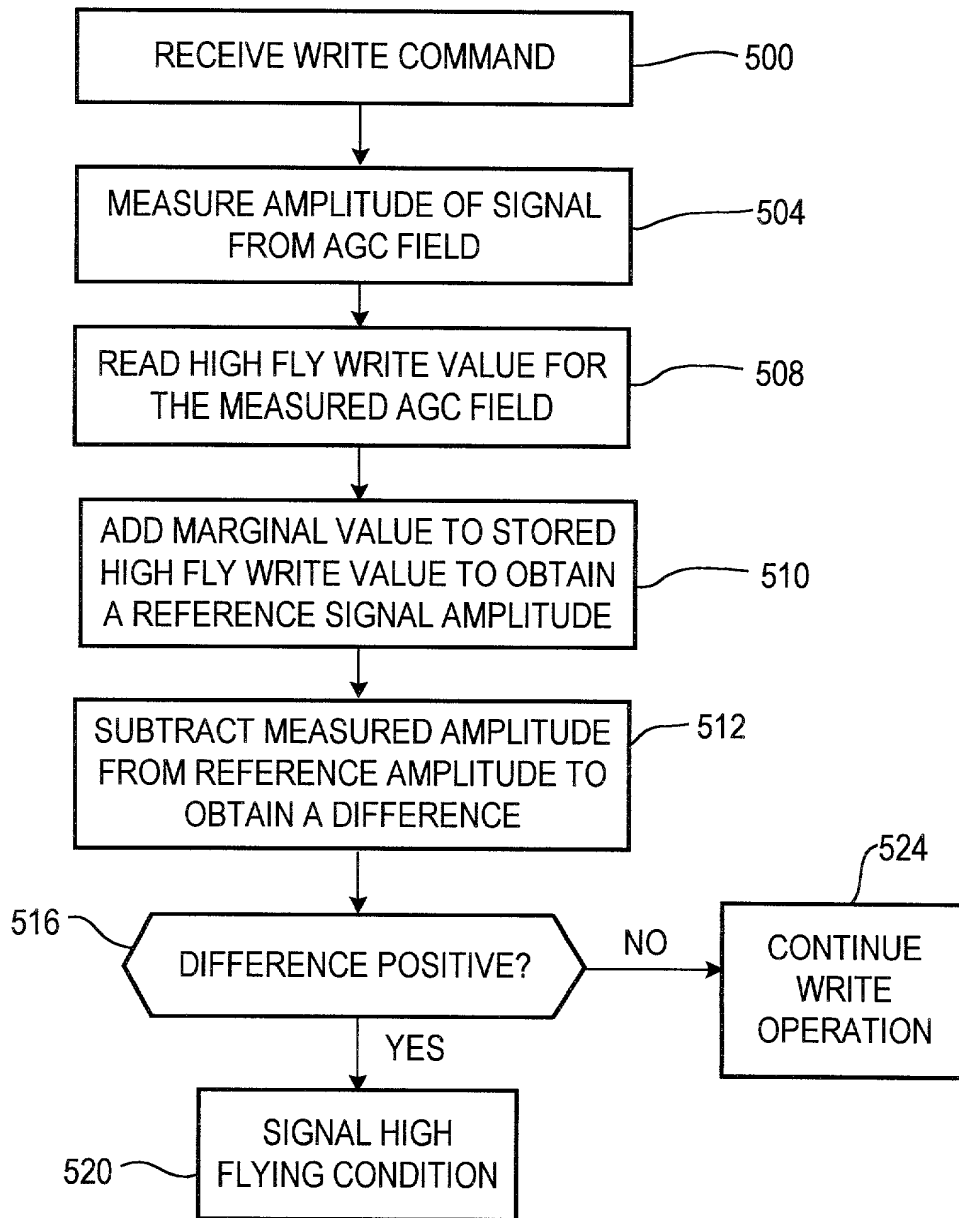 RECEIVE WRITE COMMAND
500
MEASURE AMPLITUDE OF SIGNAL
FROM AGC FIELD
504
READ HIGH FLY WRITE VALUE FOR
THE MEASURED AGC FIELD
508
ADD MARGINAL VALUE TO STORED
HIGH FLY WRITE VALUE TO OBTAIN
A REFERENCE SIGNAL AMPLITUDE
510
SUBTRACT MEASURED AMPLITUDE
FROM REFERENCE AMPLITUDE TO
OBTAIN A DIFFERENCE
512
516
DIFFERENCE POSITIVE?
NO
524
CONTINUE
WRITE
OPERATION
YES
SIGNAL HIGH
FLYING CONDITION
520